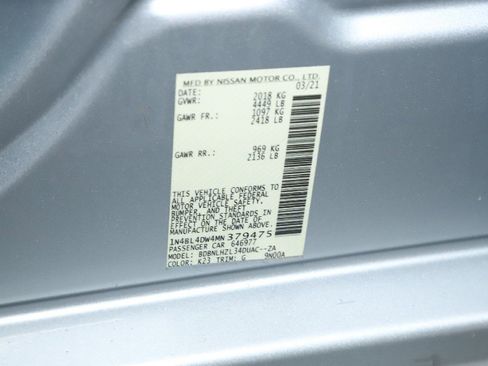 MFD BY NISSAN MOTOR CO., LTD.
DATE: 03/21
GVWR: 2018 KG
4449 LB
GAWR FR.: 1097 KG
2418 LB
GAWR RR.: 969 KG
2136 LB
THIS VEHICLE CONFORMS TO
ALL APPLICABLE FEDERAL
MOTOR VEHICLE SAFETY,
BUMPER, AND THEFT
PREVENTION STANDARDS IN
EFFECT ON THE DATE OF
MANUFACTURE SHOWN ABOVE.
1N4BL4DW4MN379475
PASSENGER CAR 646977
MODEL: BDBNLHZL34DUAC--ZA
COLOR: K23 TRIM: G 9N00A